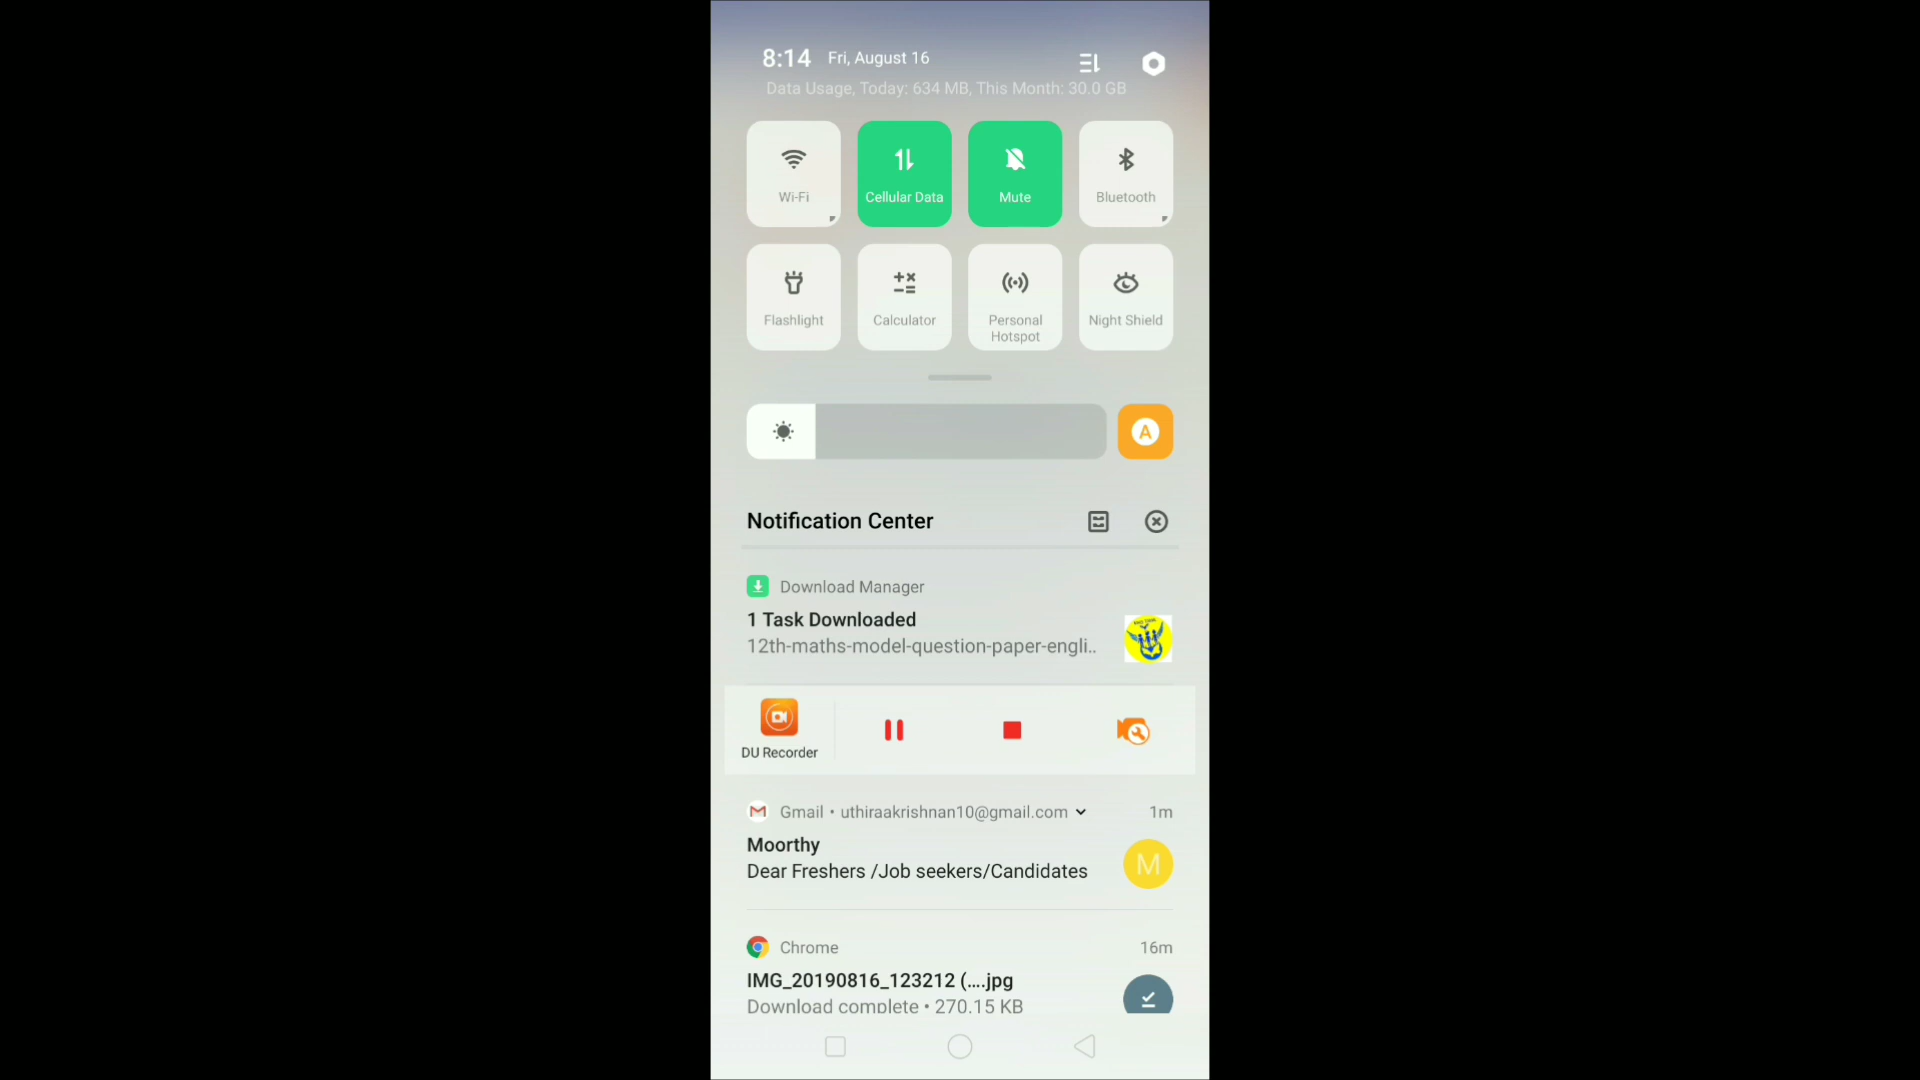 8:14 Fri, August 16
Data Usage, Today: 634 MB, This Month: 30.0 GB
Wi-Fi
Cellular Data
Mute
Bluetooth
Flashlight
Calculator
Personal
Hotspot
Night Shield
A
Notification Center
Download Manager
1 Task Downloaded
12th-maths-model-question-paper-engli..
DU Recorder
Gmail • uthiraakrishnan10@gmail.com 1m
Moorthy
Dear Freshers /Job seekers/Candidates
M
Chrome 16m
IMG_20190816_123212 (....jpg
Download complete • 270.15 KB